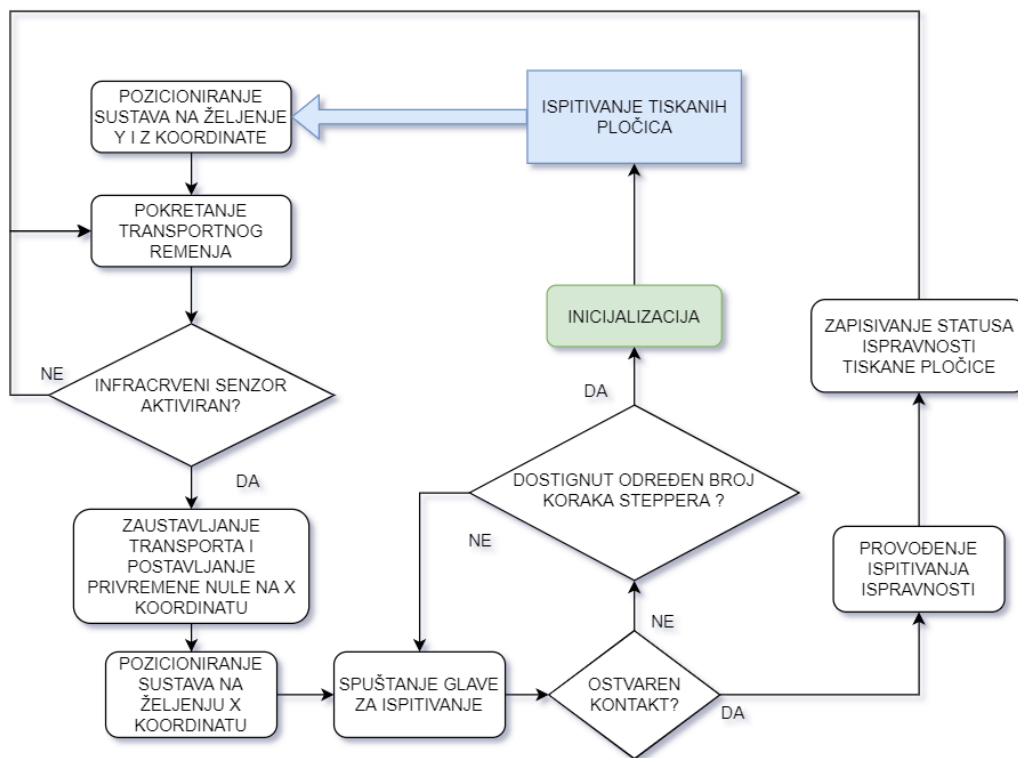 POZICIONIRANJE
SUSTAVA NA ŽELJENJE
Y I Z KOORDINATE
ISPITIVANJE TISKANIH
PLOČICA
POKRETANJE
TRANSPORTNOG
REMENJA
INICIJALIZACIJA
ZAPISIVANJE STATUSA
ISPRAVNOSTI
TISKANE PLOČICE
NE
INFRACRVENI SENZOR
AKTIVIRAN?
DA
DA
DOSTIGNUT ODREĐEN BROJ
KORAKA STEPPERA ?
NE
ZAUSTAVLJANJE
TRANSPORTA I
POSTAVLJANJE
PRIVREMENE NULE NA X
KOORDINATU
PROVOĐENJE
ISPITIVANJA
ISPRAVNOSTI
NE
POZICIONIRANJE
SUSTAVA NA
ŽELJENJU X
KOORDINATU
SPUŠTANJE GLAVE
ZA ISPITIVANJE
OSTVAREN
KONTAKT?
DA